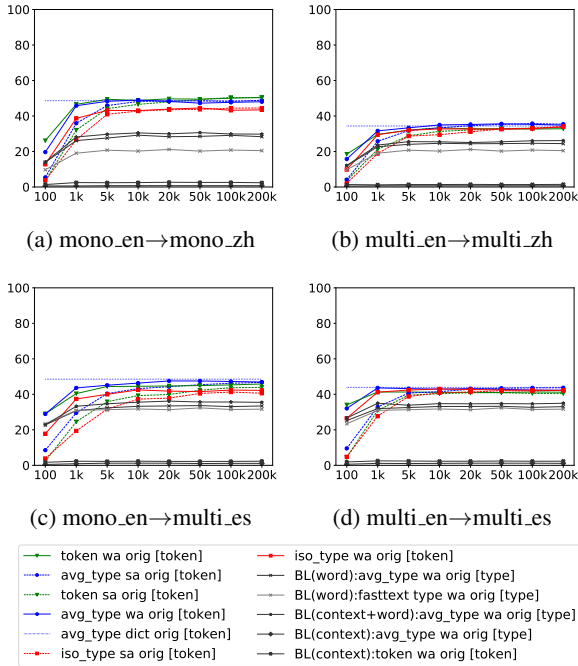 100
80
60
40
20
0
100 1k 5k 10k 20k 50k 100k 200k
(a) mono_en→mono_zh
100
80
60
40
20
0
100 1k 5k 10k 20k 50k 100k 200k
(b) multi_en→multi_zh
100
80
60
40
20
0
100 1k 5k 10k 20k 50k 100k 200k
(c) mono_en→multi_es
100
80
60
40
20
0
100 1k 5k 10k 20k 50k 100k 200k
(d) multi_en→multi_es
token wa orig [token]
avg_type sa orig [token]
token sa orig [token]
avg_type wa orig [token]
avg_type dict orig [token]
iso_type sa orig [token]
iso_type wa orig [token]
BL(word):avg_type wa orig [type]
BL(word):fasttext type wa orig [type]
BL(context+word):avg_type wa orig [type]
BL(context):avg_type wa orig [type]
BL(context):token wa orig [token]